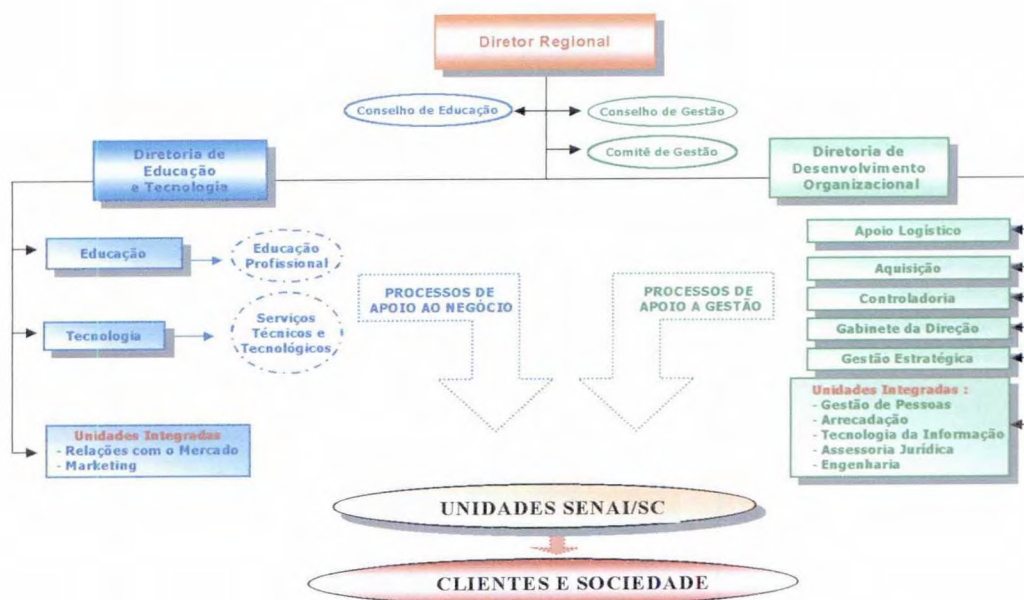 Diretor Regional
Conselho de Educação
Conselho de Gestão
Comitê de Gestão
Diretoria de
Educação
e Tecnologia
Diretoria de
Desenvolvimento
Organizacional
Educação
Educação
Profissional
Tecnologia
Serviços
Técnicos e
Tecnológicos
Unidades Integradas
- Relações com o Mercado
- Marketing
PROCESSOS DE
APOIO AO NEGÓCIO
PROCESSOS DE
APOIO A GESTÃO
Apoio Logístico
Aquisição
Controladoria
Gabinete da Direção
Gestão Estratégica
Unidades Integradas :
- Gestão de Pessoas
- Arrecadação
- Tecnologia da Informação
- Assessoria Jurídica
- Engenharia
UNIDADES SENAI/SC
CLIENTES E SOCIEDADE